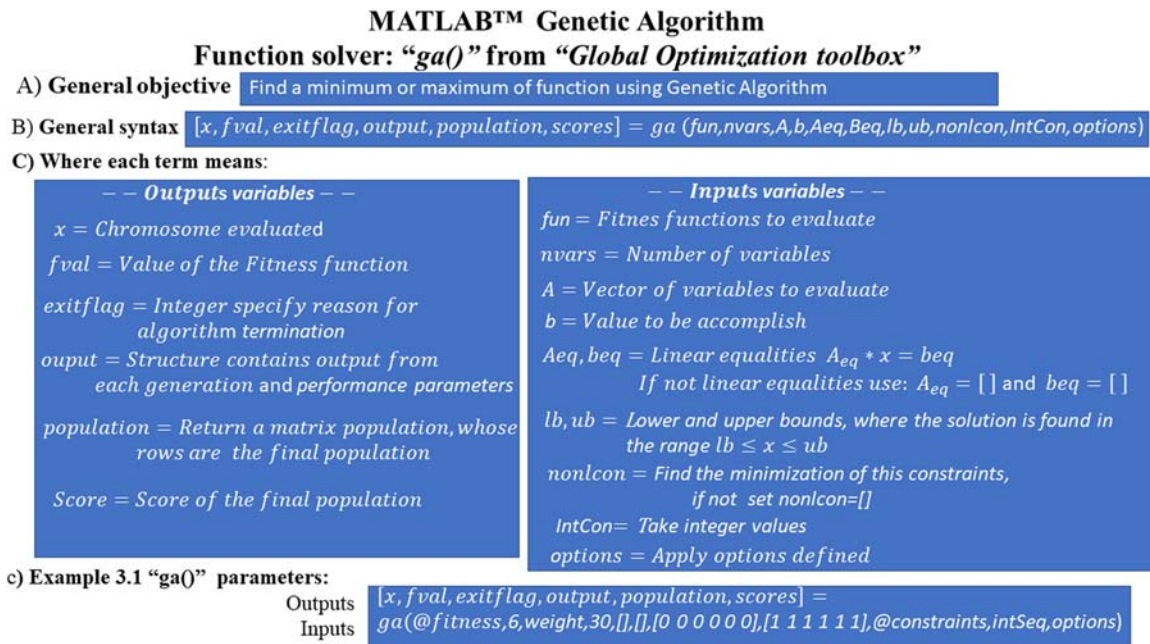 MATLAB™ Genetic Algorithm
Function solver: “ga()” from “Global Optimization toolbox”
A) General objective Find a minimum or maximum of function using Genetic Algorithm
B) General syntax [x, fval, exitflag, output, population, scores] = ga (fun,nvars,A,b,Aeq,Beq,lb,ub,nonlcon,IntCon,options)
C) Where each term means:
− − Outputs variables − −
x = Chromosome evaluated
fval = Value of the Fitness function
exitflag = Integer specify reason for
algorithm termination
ouput = Structure contains output from
each generation and performance parameters
population = Return a matrix population, whose
rows are the final population
Score = Score of the final population
− − Inputs variables − −
fun = Fitnes functions to evaluate
nvars = Number of variables
A = Vector of variables to evaluate
b = Value to be accomplish
Aeq, beq = Linear equalities A_eq * x = beq
If not linear equalities use: A_eq = [ ] and beq = [ ]
lb, ub = Lower and upper bounds, where the solution is found in
the range lb ≤ x ≤ ub
nonlcon = Find the minimization of this constraints,
if not set nonlcon=[]
IntCon= Take integer values
options = Apply options defined
c) Example 3.1 “ga()” parameters:
Outputs [x, fval, exitflag, output, population, scores] =
Inputs ga(@fitness,6,weight,30,[],[],[0 0 0 0 0 0],[1 1 1 1 1 1],@constraints,intSeq,options)